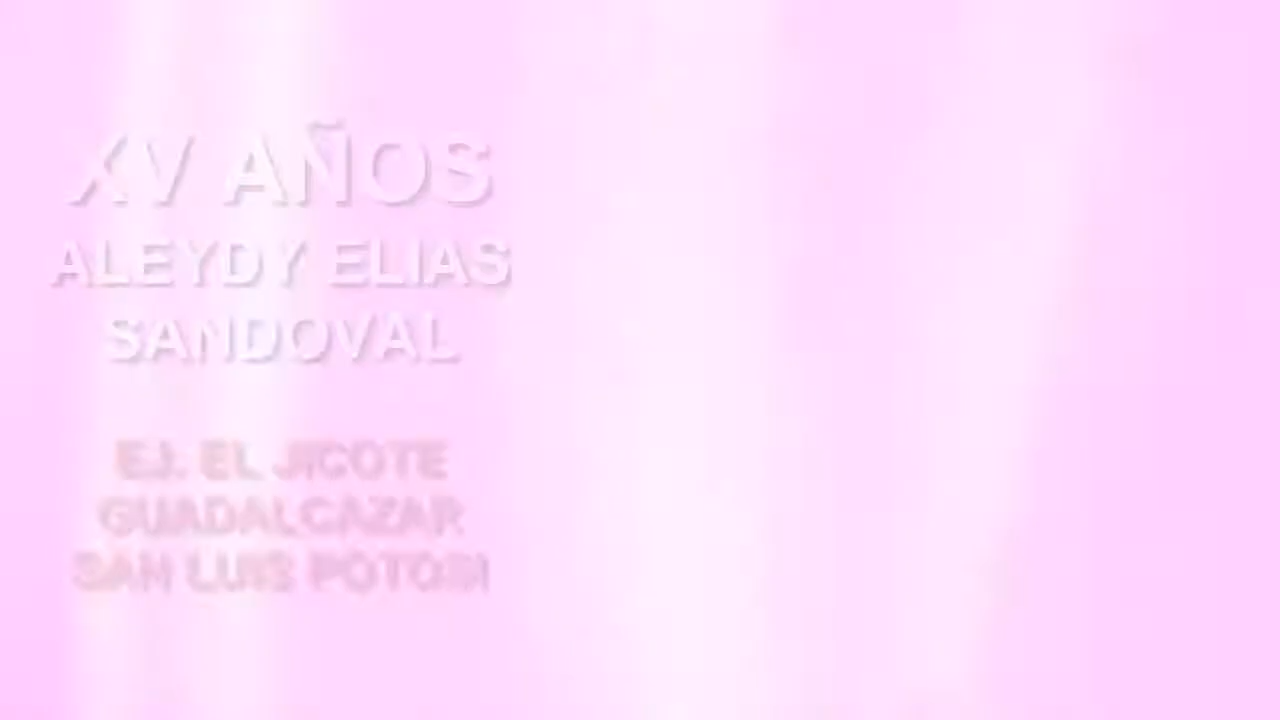 XV AÑOS
ALEYDY ELIAS
SANDOVAL
EJ. EL JICOTE
GUADALCAZAR
SAN LUIS POTOSI